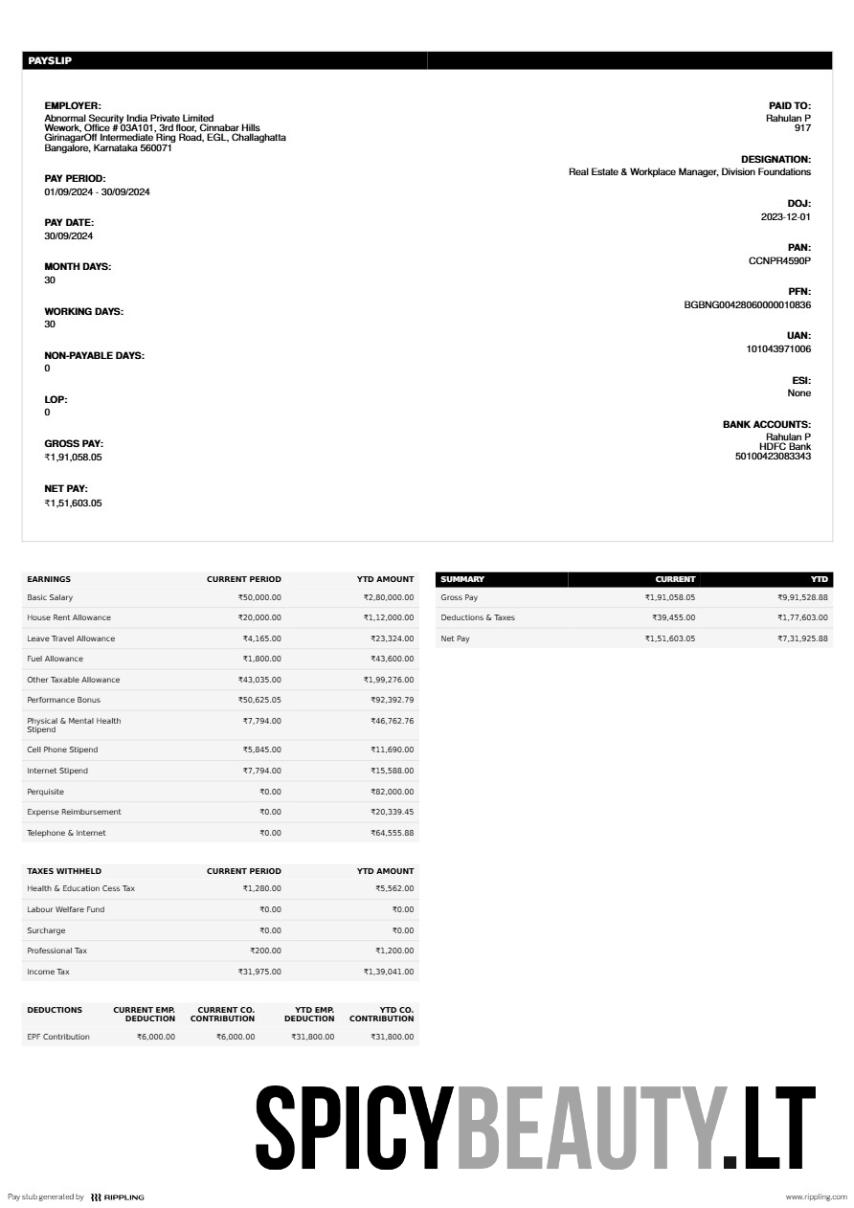 PAYSLIP
EMPLOYER:
Abnormal Security India Private Limited
Wework, Office # 03A101, 3rd floor, Cinnabar Hills
GirinagarOff Intermediate Ring Road, EGL, Challaghatta
Bangalore, Karnataka 560071
PAY PERIOD:
01/09/2024 - 30/09/2024
PAY DATE:
30/09/2024
MONTH DAYS:
30
WORKING DAYS:
30
NON-PAYABLE DAYS:
0
LOP:
0
GROSS PAY:
₹1,91,058.05
NET PAY:
₹1,51,603.05
PAID TO:
Rahulan P
917
DESIGNATION:
Real Estate & Workplace Manager, Division Foundations
DOJ:
2023-12-01
PAN:
CCNPR4590P
PFN:
BGBNG00428060000010836
UAN:
101043971006
ESI:
None
BANK ACCOUNTS:
Rahulan P
HDFC Bank
50100423083343
EARNINGS CURRENT PERIOD YTD AMOUNT
Basic Salary ₹50,000.00 ₹2,80,000.00
House Rent Allowance ₹20,000.00 ₹1,12,000.00
Leave Travel Allowance ₹4,165.00 ₹23,324.00
Fuel Allowance ₹1,800.00 ₹43,600.00
Other Taxable Allowance ₹43,035.00 ₹1,99,276.00
Performance Bonus ₹50,625.05 ₹92,392.79
Physical & Mental Health ₹7,794.00 ₹46,762.76
Stipend
Cell Phone Stipend ₹5,845.00 ₹11,690.00
Internet Stipend ₹7,794.00 ₹15,588.00
Perquisite ₹0.00 ₹82,000.00
Expense Reimbursement ₹0.00 ₹20,339.45
Telephone & Internet ₹0.00 ₹64,555.88
SUMMARY CURRENT YTD
Gross Pay ₹1,91,058.05 ₹9,91,528.88
Deductions & Taxes ₹39,455.00 ₹1,77,603.00
Net Pay ₹1,51,603.05 ₹7,31,925.88
TAXES WITHHELD CURRENT PERIOD YTD AMOUNT
Health & Education Cess Tax ₹1,280.00 ₹5,562.00
Labour Welfare Fund ₹0.00 ₹0.00
Surcharge ₹0.00 ₹0.00
Professional Tax ₹200.00 ₹1,200.00
Income Tax ₹31,975.00 ₹1,39,041.00
DEDUCTIONS CURRENT EMP. CURRENT CO. YTD EMP. YTD CO.
DEDUCTION CONTRIBUTION DEDUCTION CONTRIBUTION
EPF Contribution ₹6,000.00 ₹6,000.00 ₹31,800.00 ₹31,800.00
SPICYBEAUTY.LT
Pay stub generated by RIPPLING www.rippling.com